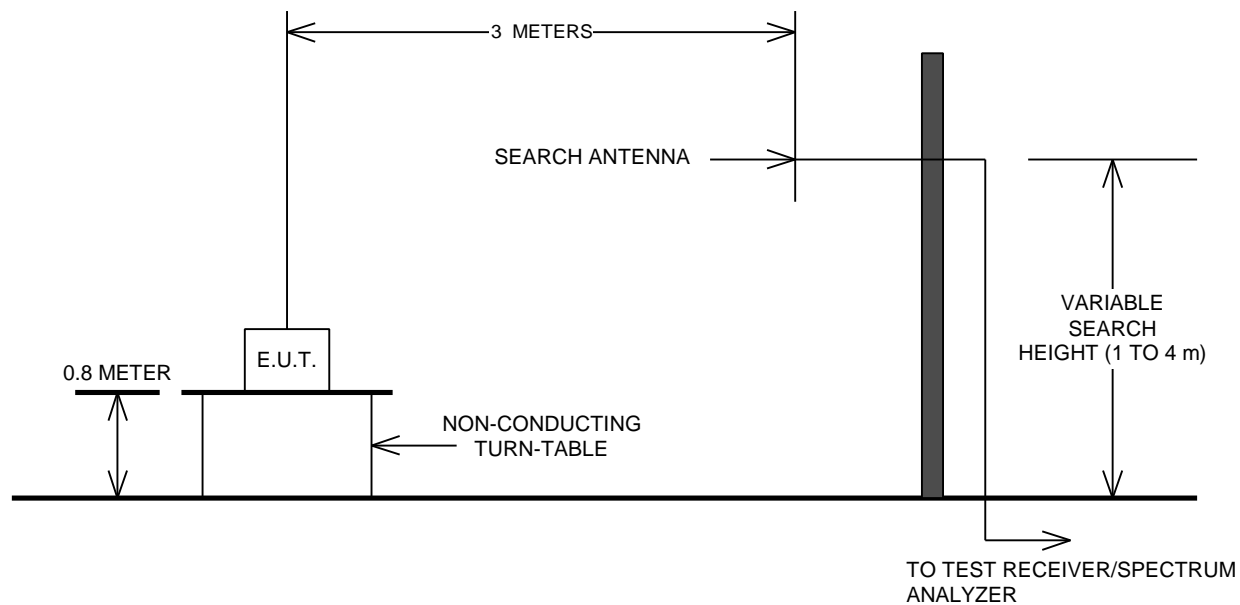 3 METERS
SEARCH ANTENNA
VARIABLE
SEARCH
HEIGHT (1 TO 4 m)
E.U.T.
0.8 METER
NON-CONDUCTING
TURN-TABLE
TO TEST RECEIVER/SPECTRUM
ANALYZER